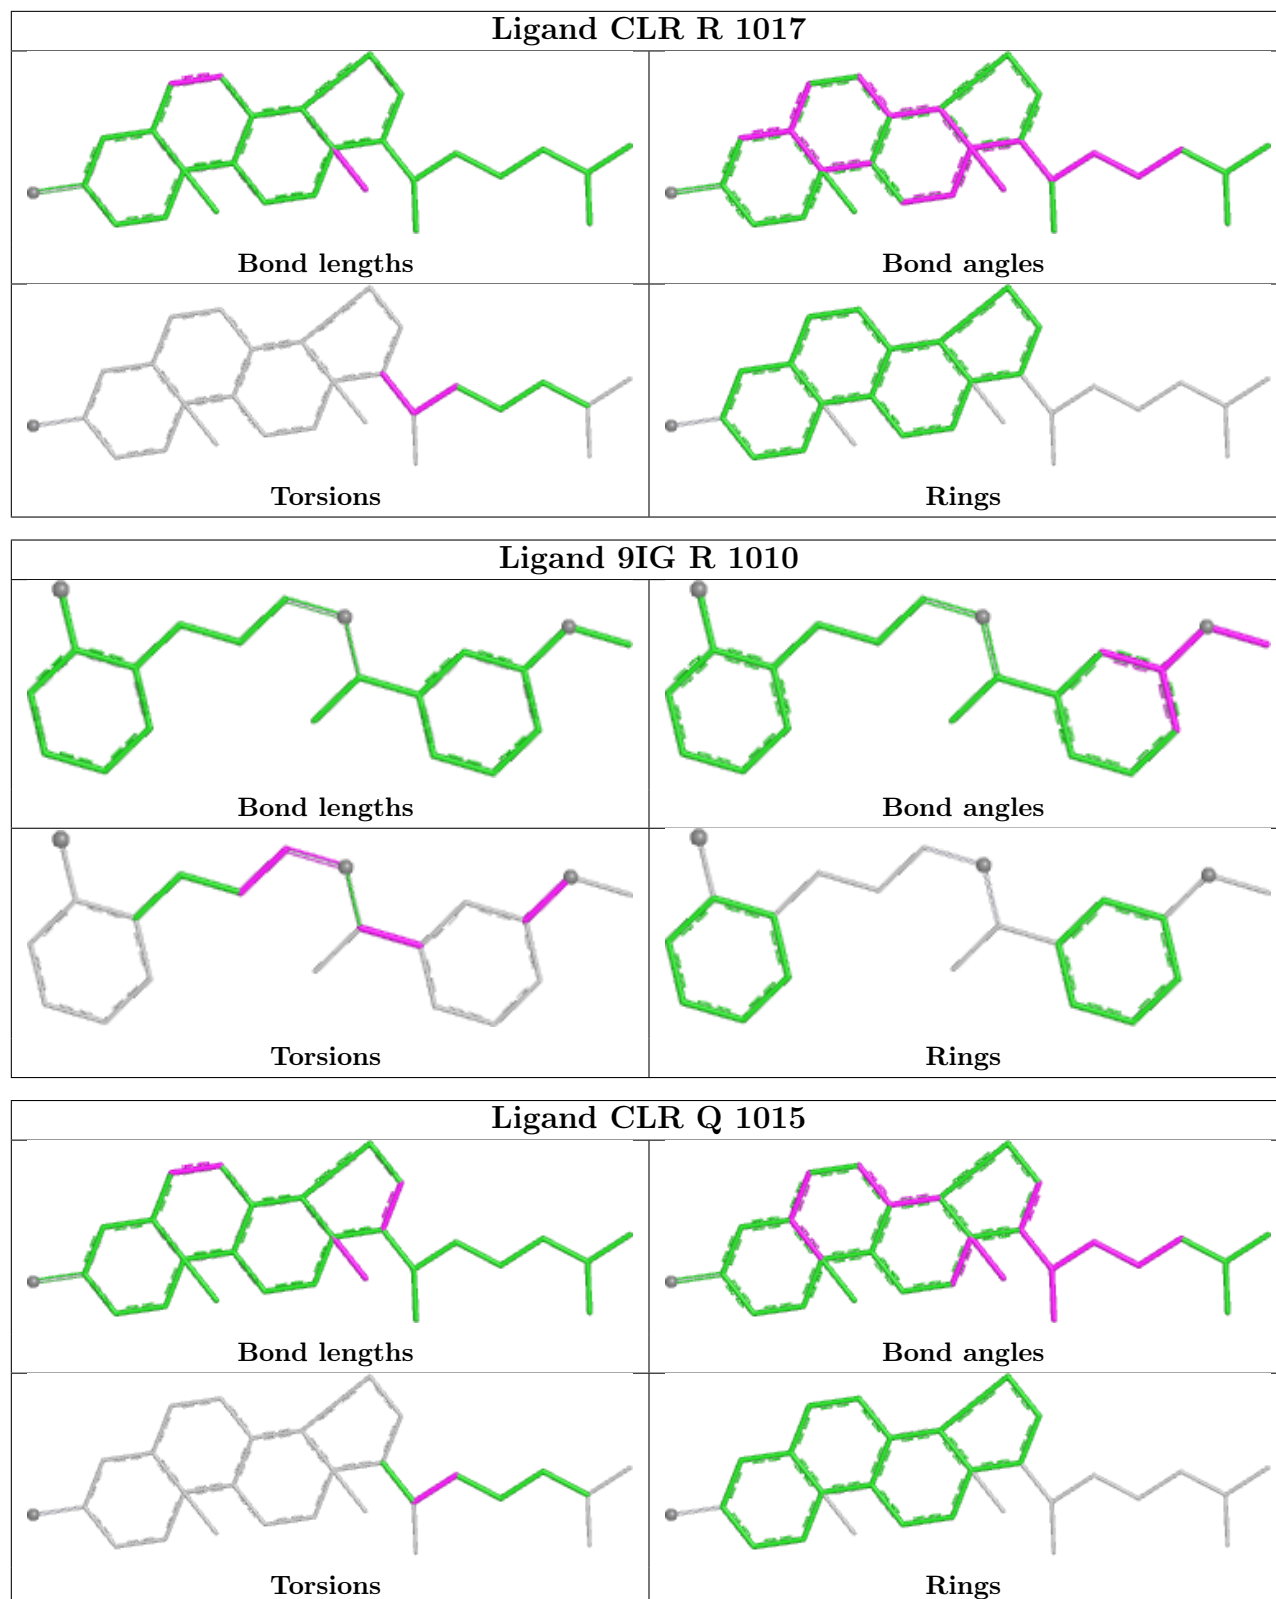 Ligand CLR R 1017
Bond lengths
Bond angles
Torsions
Rings
Ligand 9IG R 1010
Bond lengths
Bond angles
Torsions
Rings
Ligand CLR Q 1015
Bond lengths
Bond angles
Torsions
Rings